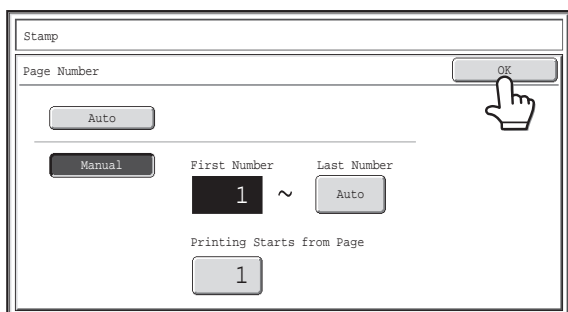 Stamp
Page Number
OK
Auto
Manual
First Number
Last Number
1
~
Auto
Printing Starts from Page
1